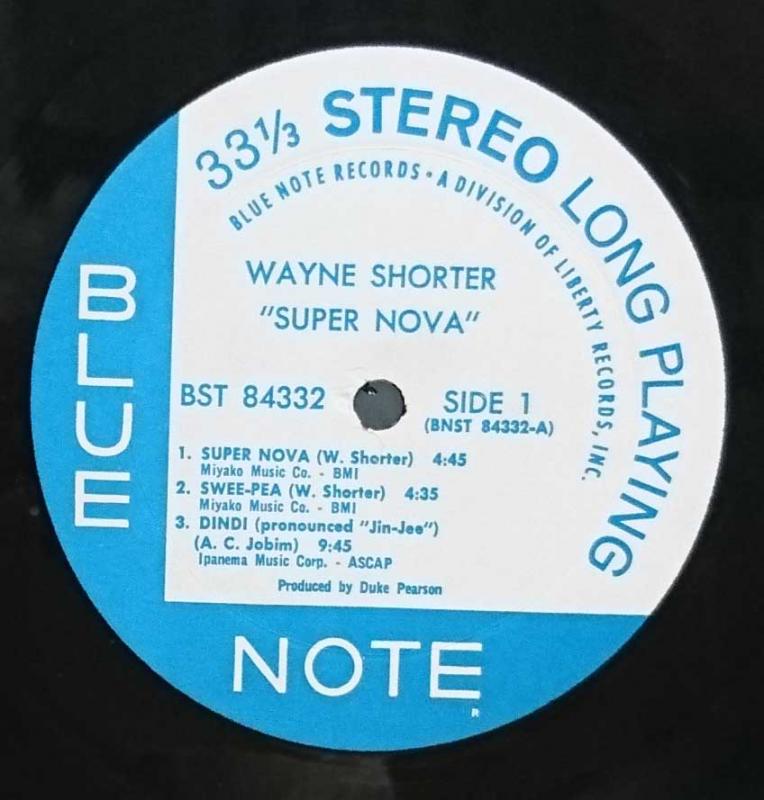 33 1/3 STEREO LONG PLAYING
BLUE NOTE RECORDS • A DIVISION OF LIBERTY RECORDS, INC.
WAYNE SHORTER
"SUPER NOVA"
BST 84332
SIDE 1
(BNST 84332-A)
1. SUPER NOVA (W. Shorter) 4:45
Miyako Music Co. - BMI
2. SWEE-PEA (W. Shorter) 4:35
Miyako Music Co. - BMI
3. DINDI (pronounced "Jin-Jee")
(A. C. Jobim) 9:45
Ipanema Music Corp. - ASCAP
Produced by Duke Pearson
BLUE
NOTE
R